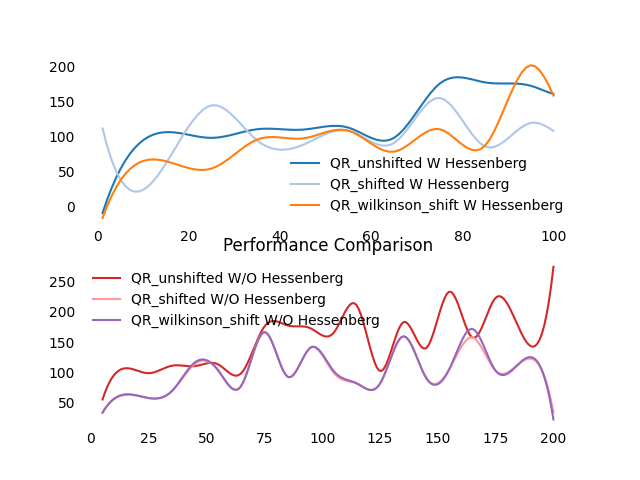 200
150
100
50
0
QR_unshifted W Hessenberg
QR_shifted W Hessenberg
QR_wilkinson_shift W Hessenberg
0 20 40 60 80 100
Performance Comparison
250
200
150
100
50
QR_unshifted W/O Hessenberg
QR_shifted W/O Hessenberg
QR_wilkinson_shift W/O Hessenberg
0 25 50 75 100 125 150 175 200